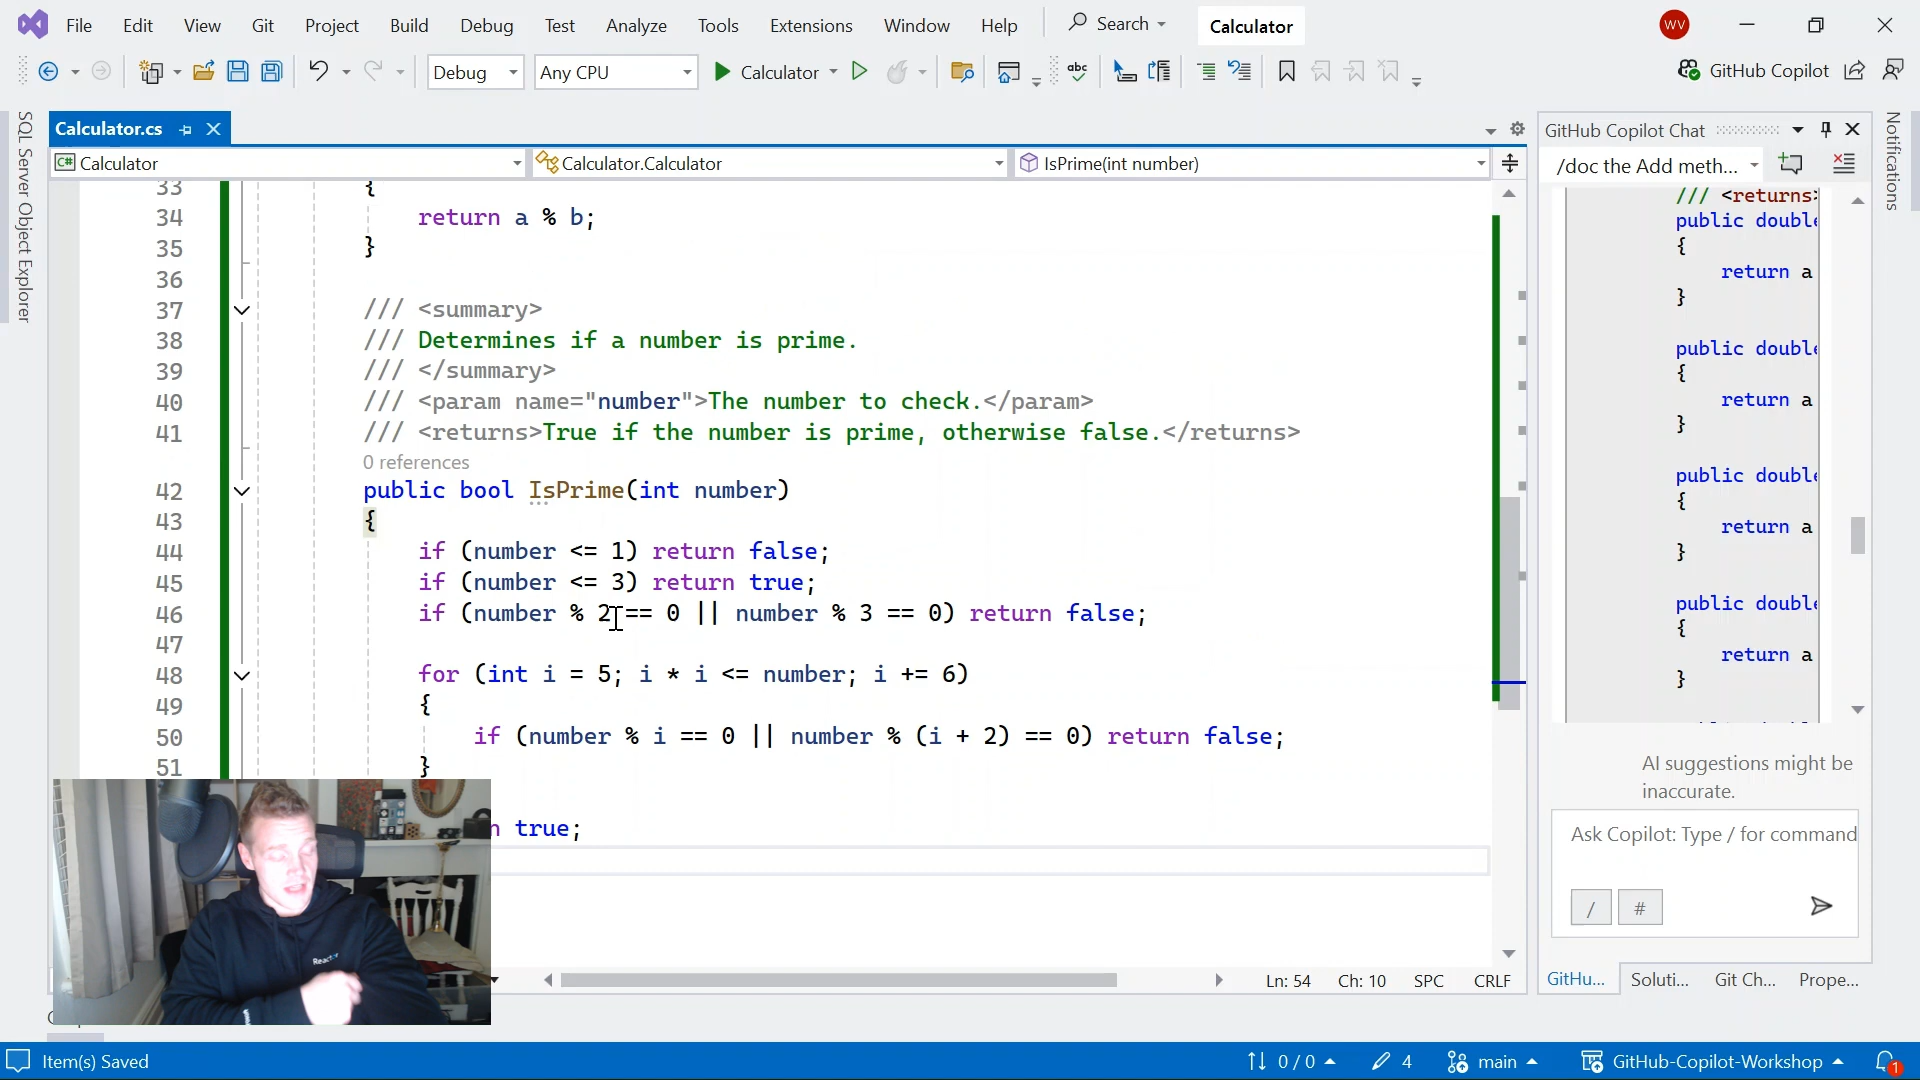 File Edit View Git Project Build Debug Test Analyze Tools Extensions Window Help Search Calculator WV
Debug Any CPU Calculator abc GitHub Copilot
SQL Server Object Explorer
Calculator.cs
C# Calculator Calculator.Calculator IsPrime(int number)
33 {
34 return a % b;
35 }
36
37 /// <summary>
38 /// Determines if a number is prime.
39 /// </summary>
40 /// <param name="number">The number to check.</param>
41 /// <returns>True if the number is prime, otherwise false.</returns>
0 references
42 public bool IsPrime(int number)
43 {
44 if (number <= 1) return false;
45 if (number <= 3) return true;
46 if (number % 2 == 0 || number % 3 == 0) return false;
47
48 for (int i = 5; i * i <= number; i += 6)
49 {
50 if (number % i == 0 || number % (i + 2) == 0) return false;
51 }
n true;
Reactor
Ln: 54 Ch: 10 SPC CRLF
GitHub Copilot Chat
/doc the Add meth...
/// <returns>
public double
{
return a
}
public double
{
return a
}
public double
{
return a
}
public double
{
return a
}
AI suggestions might be
inaccurate.
Ask Copilot: Type / for command
/ #
GitHu... Soluti... Git Ch... Prope...
Notifications
Item(s) Saved 0 / 0 4 main GitHub-Copilot-Workshop 1